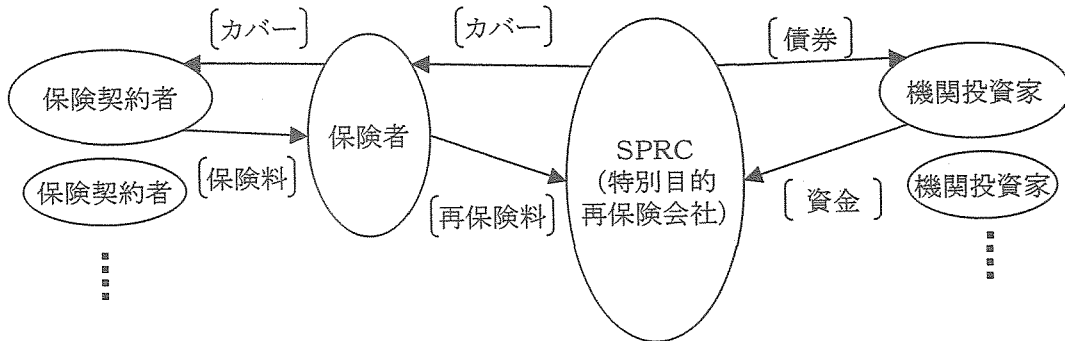 〔カバー〕
〔カバー〕
〔債券〕
保険契約者
保険者
機関投資家
SPRC
（特別目的
再保険会社）
保険契約者
〔保険料〕
〔再保険料〕
〔資金〕
機関投資家